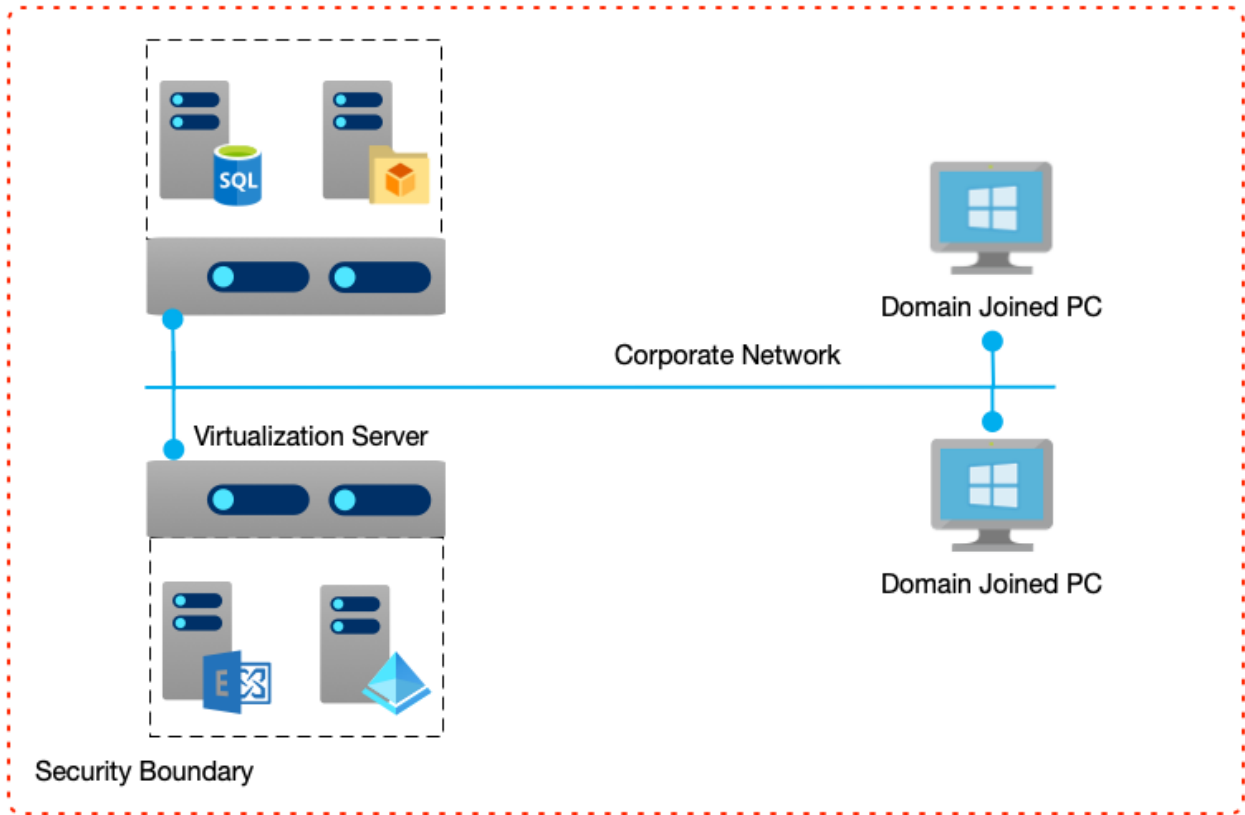 SQL
Domain Joined PC
Corporate Network
Virtualization Server
E
Domain Joined PC
Security Boundary